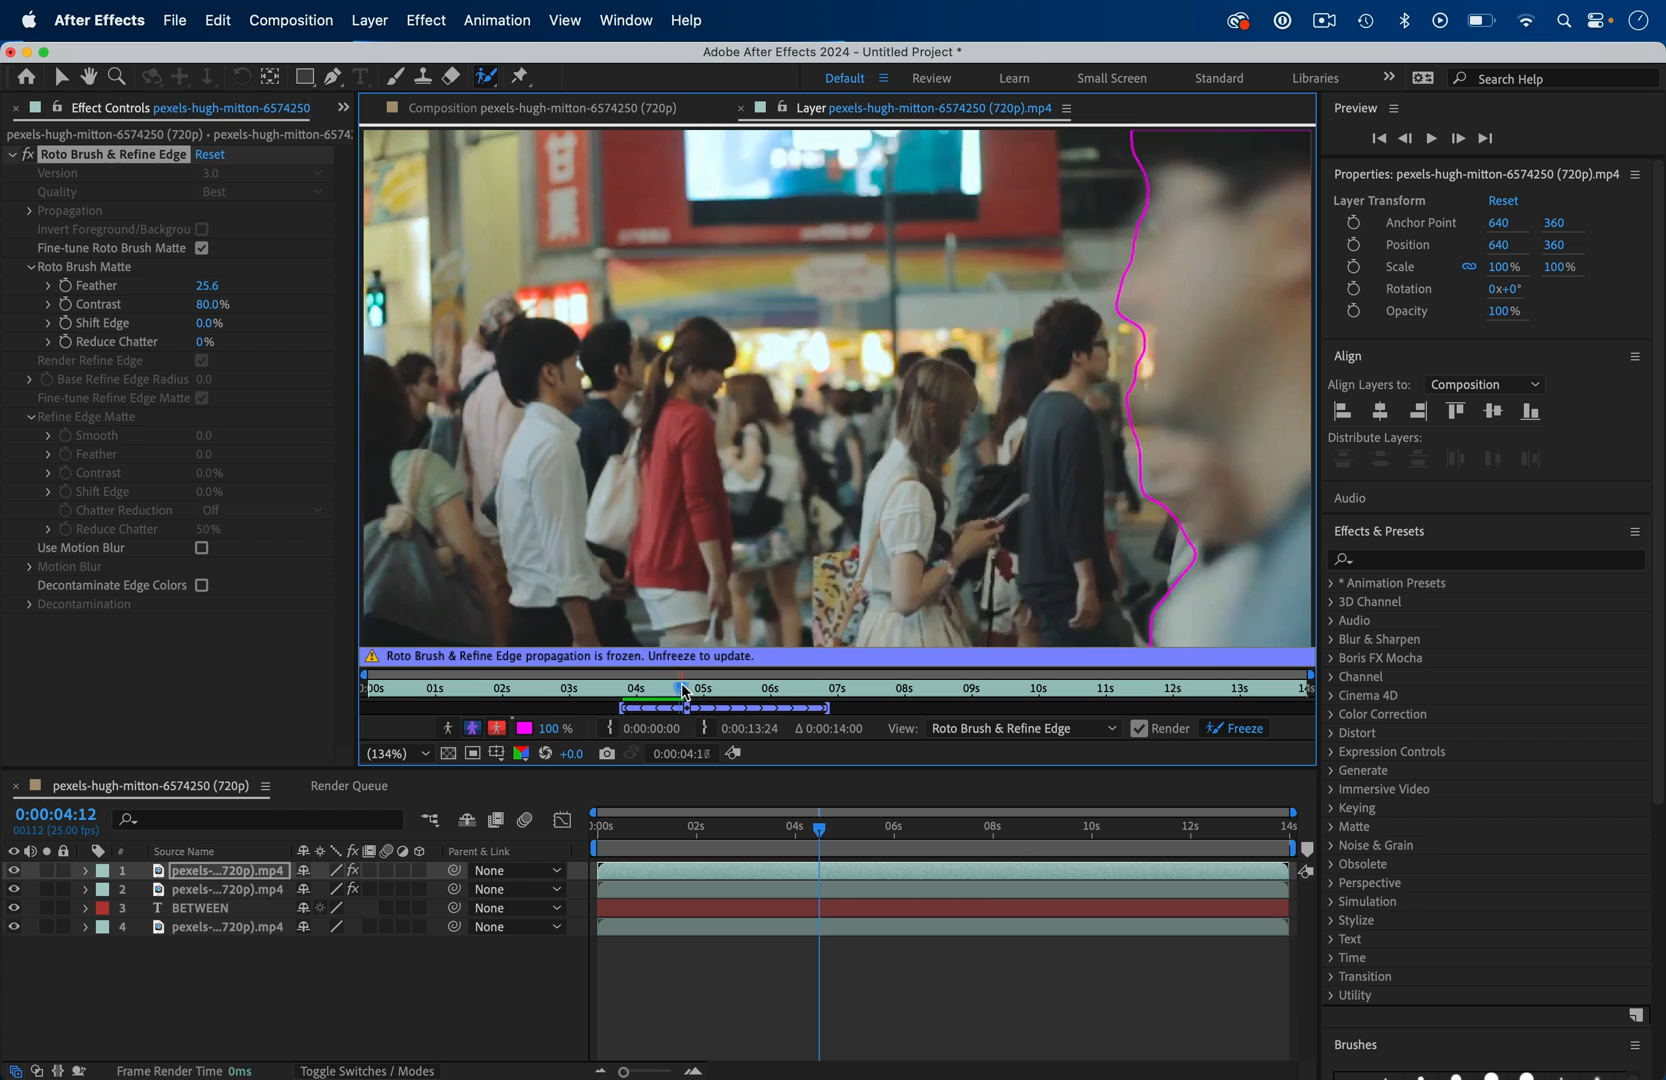 After Effects File Edit Composition Layer Effect Animation View Window Help
Adobe After Effects 2024 - Untitled Project *
Default Review Learn Small Screen Standard Libraries Search Help
Effect Controls pexels-hugh-mitton-6574250
Composition pexels-hugh-mitton-6574250 (720p)
Layer pexels-hugh-mitton-6574250 (720p).mp4
pexels-hugh-mitton-6574250 (720p) • pexels-hugh-mitton-6574
fx Roto Brush & Refine Edge Reset
Version 3.0
Quality Best
Propagation
Invert Foreground/Backgrou
Fine-tune Roto Brush Matte
Roto Brush Matte
Feather 25.6
Contrast 80.0%
Shift Edge 0.0%
Reduce Chatter 0%
Render Refine Edge
Base Refine Edge Radius 0.0
Fine-tune Refine Edge Matte
Refine Edge Matte
Smooth 0.0
Feather 0.0
Contrast 0.0%
Shift Edge 0.0%
Chatter Reduction Off
Reduce Chatter 50%
Use Motion Blur
Motion Blur
Decontaminate Edge Colors
Decontamination
甘栗
Roto Brush & Refine Edge propagation is frozen. Unfreeze to update.
00s 01s 02s 03s 04s 05s 06s 07s 08s 09s 10s 11s 12s 13s 14s
100 % 0:00:00:00 0:00:13:24 Δ 0:00:14:00 View: Roto Brush & Refine Edge Render Freeze
(134%) +0.0 0:00:04:1
Preview
Properties: pexels-hugh-mitton-6574250 (720p).mp4
Layer Transform Reset
Anchor Point 640 360
Position 640 360
Scale 100% 100%
Rotation 0x+0°
Opacity 100%
Align
Align Layers to: Composition
Distribute Layers:
Audio
Effects & Presets
* Animation Presets
3D Channel
Audio
Blur & Sharpen
Boris FX Mocha
Channel
Cinema 4D
Color Correction
Distort
Expression Controls
Generate
Immersive Video
Keying
Matte
Noise & Grain
Obsolete
Perspective
Simulation
Stylize
Text
Time
Transition
Utility
Brushes
pexels-hugh-mitton-6574250 (720p) Render Queue
0:00:04:12
00112 (25.00 fps)
:00s 02s 04s 06s 08s 10s 12s 14s
# Source Name fx Parent & Link
1 pexels-...720p).mp4 fx None
2 pexels-...720p).mp4 fx None
3 T BETWEEN None
4 pexels-...720p).mp4 None
Frame Render Time 0ms Toggle Switches / Modes